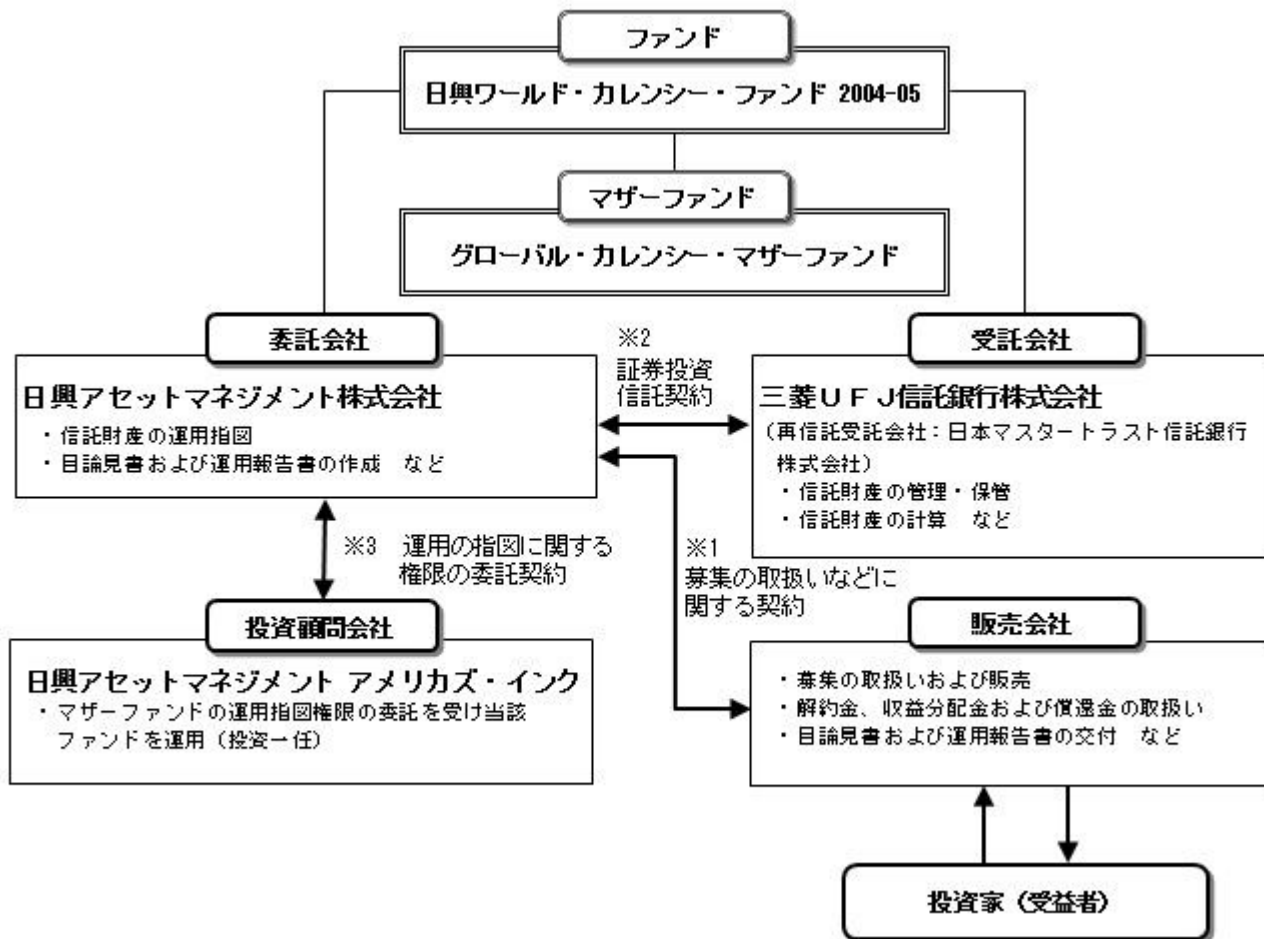 ファンド
日興ワールド・カレンシー・ファンド 2004-05
マザーファンド
グローバル・カレンシー・マザーファンド
委託会社
日興アセットマネジメント株式会社
・信託財産の運用指図
・目論見書および運用報告書の作成 など
※2
証券投資
信託契約
受託会社
三菱UFJ信託銀行株式会社
（再信託受託会社：日本マスタートラスト信託銀行
株式会社）
・信託財産の管理・保管
・信託財産の計算 など
※3 運用の指図に関する
権限の委託契約
※1
募集の取扱いなどに
関する契約
投資顧問会社
日興アセットマネジメント アメリカズ・インク
・マザーファンドの運用指図権限の委託を受け当該
ファンドを運用（投資一任）
販売会社
・募集の取扱いおよび販売
・解約金、収益分配金および償還金の取扱い
・目論見書および運用報告書の交付 など
投資家（受益者）